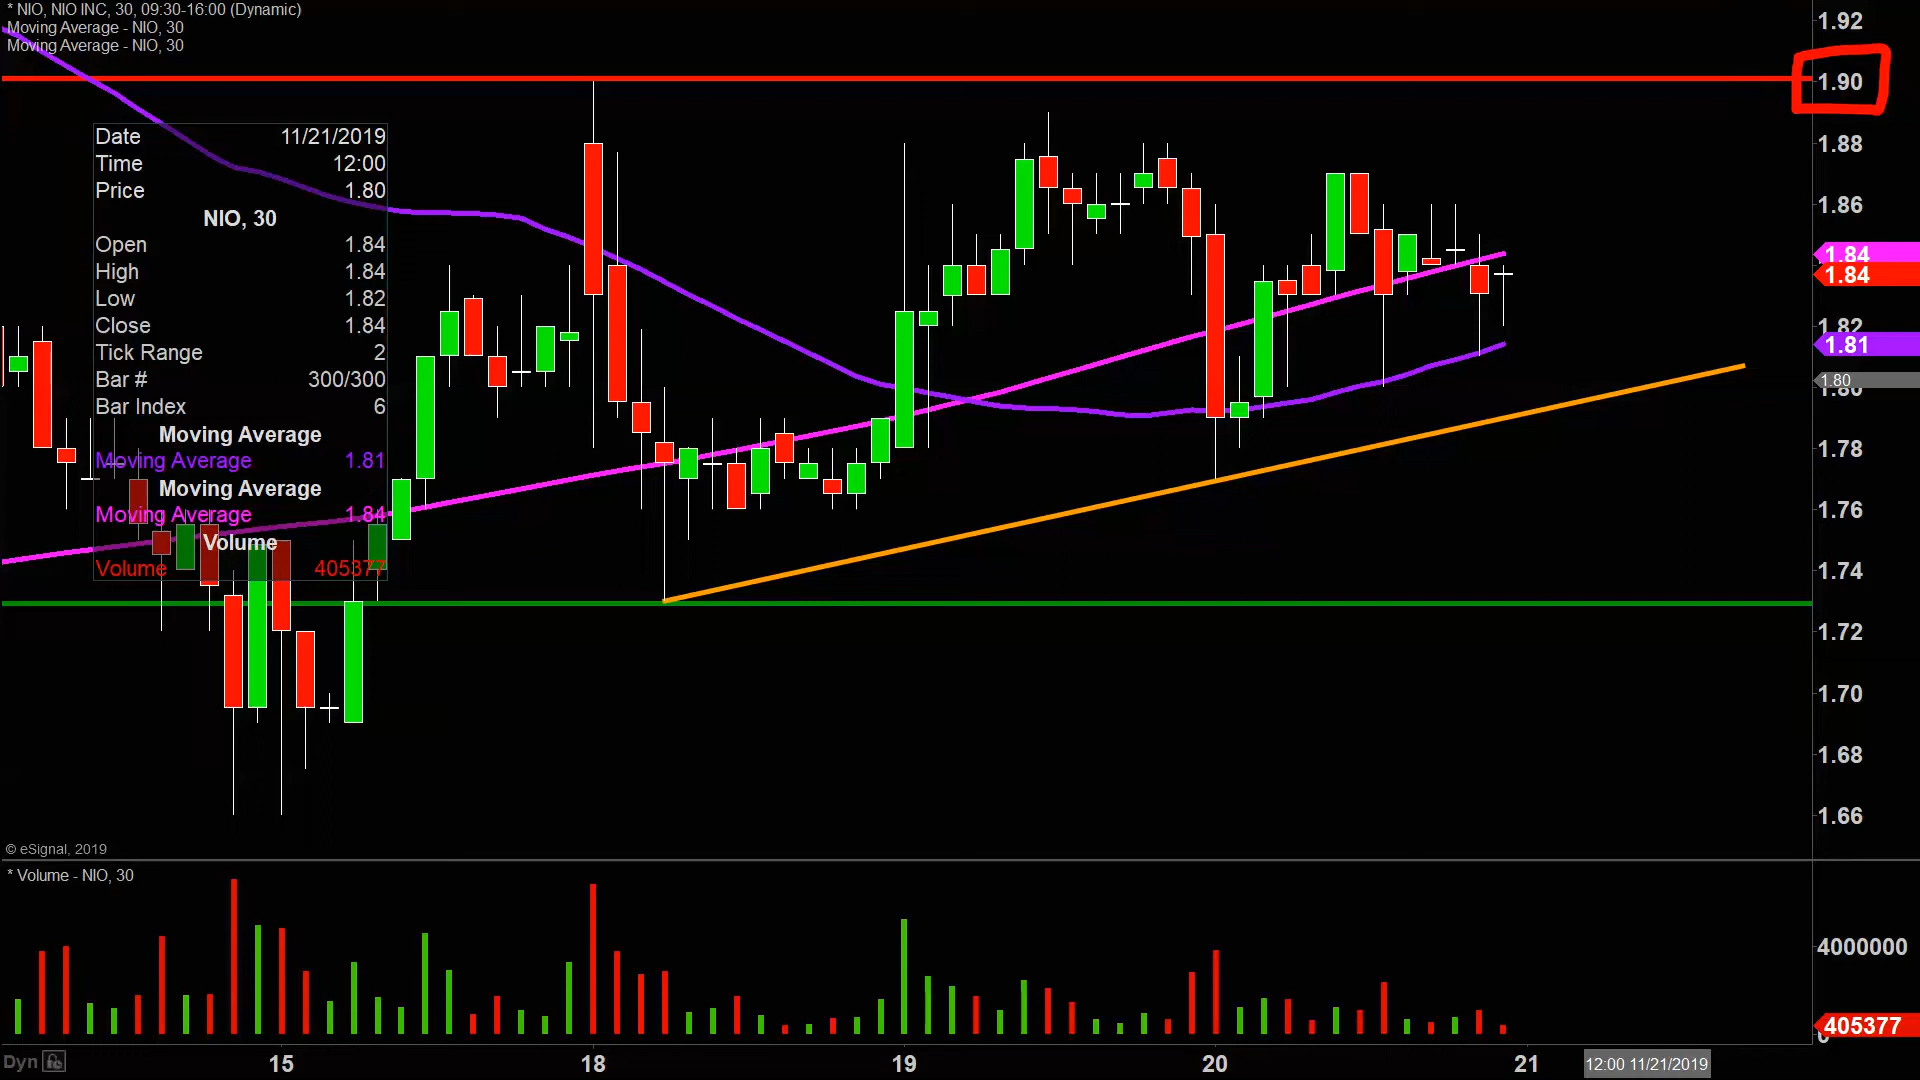 * NIO, NIO INC, 30, 09:30-16:00 (Dynamic)
Moving Average - NIO, 30
Moving Average - NIO, 30
Date 11/21/2019
Time 12:00
Price 1.80
NIO, 30
Open 1.84
High 1.84
Low 1.82
Close 1.84
Tick Range 2
Bar # 300/300
Bar Index 6
Moving Average
Moving Average 1.81
Moving Average
Moving Average 1.84
Volume
Volume 405377
1.92
1.90
1.88
1.86
1.84
1.84
1.82
1.81
1.80
1.80
1.78
1.76
1.74
1.72
1.70
1.68
1.66
© eSignal, 2019
* Volume - NIO, 30
4000000
405377
0
Dyn
15 18 19 20 21 12:00 11/21/2019